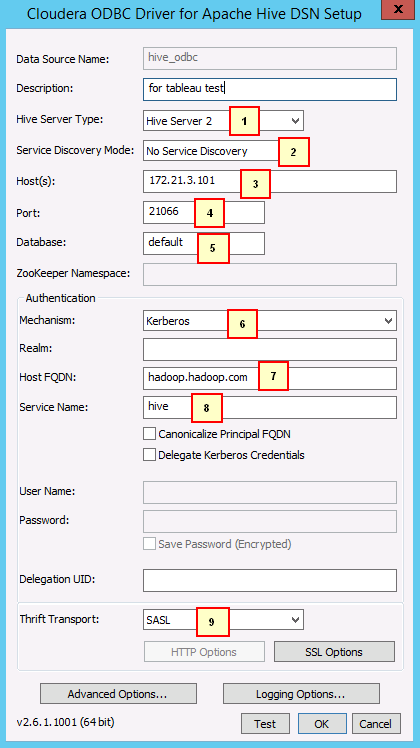 Cloudera ODBC Driver for Apache Hive DSN Setup x
Data Source Name: hive_odbc
Description: for tableau test
Hive Server Type: Hive Server 2 1
Service Discovery Mode: No Service Discovery 2
Host(s): 172.21.3.101 3
Port: 21066 4
Database: default 5
ZooKeeper Namespace:
Authentication
Mechanism: Kerberos 6
Realm:
Host FQDN: hadoop.hadoop.com 7
Service Name: hive 8
Canonicalize Principal FQDN
Delegate Kerberos Credentials
User Name:
Password:
Save Password (Encrypted)
Delegation UID:
Thrift Transport: SASL 9
HTTP Options SSL Options
Advanced Options... Logging Options...
v2.6.1.1001 (64 bit) Test OK Cancel